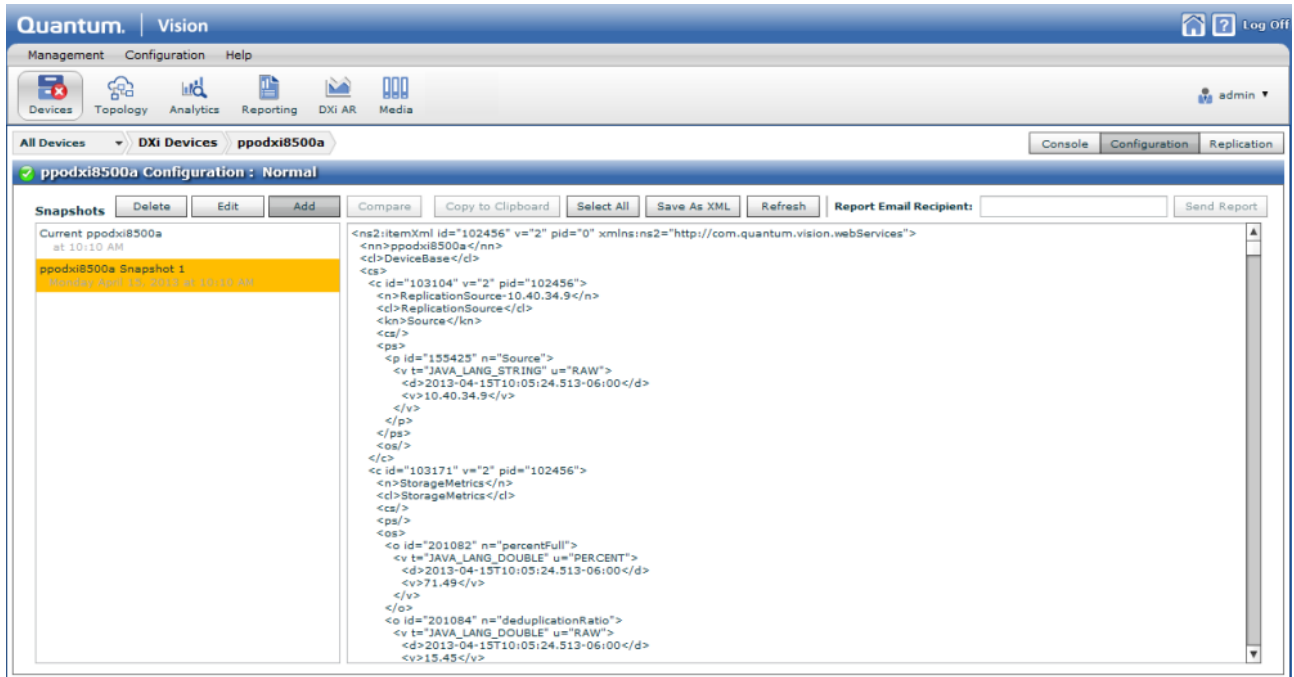 Quantum. | Vision
Log Off
Management Configuration Help
Devices Topology Analytics Reporting DXi AR Media
admin
All Devices DXi Devices ppodxi8500a
Console Configuration Replication
ppodxi8500a Configuration : Normal
Snapshots Delete Edit Add Compare Copy to Clipboard Select All Save As XML Refresh Report Email Recipient: Send Report
Current ppodxi8500a
at 10:10 AM
ppodxi8500a Snapshot 1
Monday April 15, 2013 at 10:10 AM
<ns2:itemXml id="102456" v="2" pid="0" xmlns:ns2="http://com.quantum.vision.webServices">
<nn>ppodxi8500a</nn>
<cl>DeviceBase</cl>
<cs>
<c id="103104" v="2" pid="102456">
<n>ReplicationSource-10.40.34.9</n>
<cl>ReplicationSource</cl>
<kn>Source</kn>
<cs/>
<ps>
<p id="155425" n="Source">
<v t="JAVA_LANG_STRING" u="RAW">
<d>2013-04-15T10:05:24.513-06:00</d>
<v>10.40.34.9</v>
</v>
</p>
</ps>
<os/>
</c>
<c id="103171" v="2" pid="102456">
<n>StorageMetrics</n>
<cl>StorageMetrics</cl>
<cs/>
<ps/>
<os>
<o id="201082" n="percentFull">
<v t="JAVA_LANG_DOUBLE" u="PERCENT">
<d>2013-04-15T10:05:24.513-06:00</d>
<v>71.49</v>
</v>
</o>
<o id="201084" n="deduplicationRatio">
<v t="JAVA_LANG_DOUBLE" u="RAW">
<d>2013-04-15T10:05:24.513-06:00</d>
<v>15.45</v>